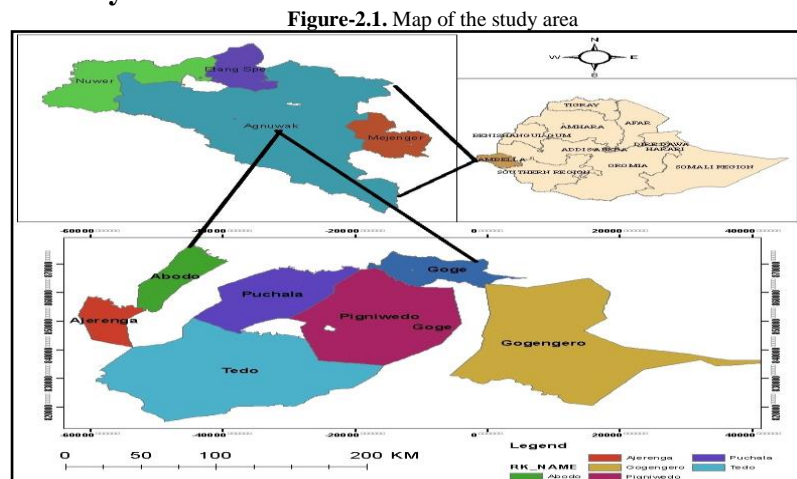 Figure-2.1. Map of the study area
Nuwer
Etang Spe
Agnuwak
Mejenger
N
W E
S
TIGRAY
AFAR
AMHARA
BENISHANGULGUM
DIRE DAWA
HARARI
ADDIS ABEBA
OROMIA
SOMALI REGION
SOUTHERN REGION
-60000 -40000 -20000 0 20000 40000
Abodo
Goge
Puchala
Ajerenga
Pigniwedo
Goge
Gogengero
Tedo
-60000 -40000 -20000 0 20000 40000
0 50 100 200 KM
Legend
RK_NAME
Abodo
Ajerenga
Gogengero
Pigniwedo
Puchala
Tedo